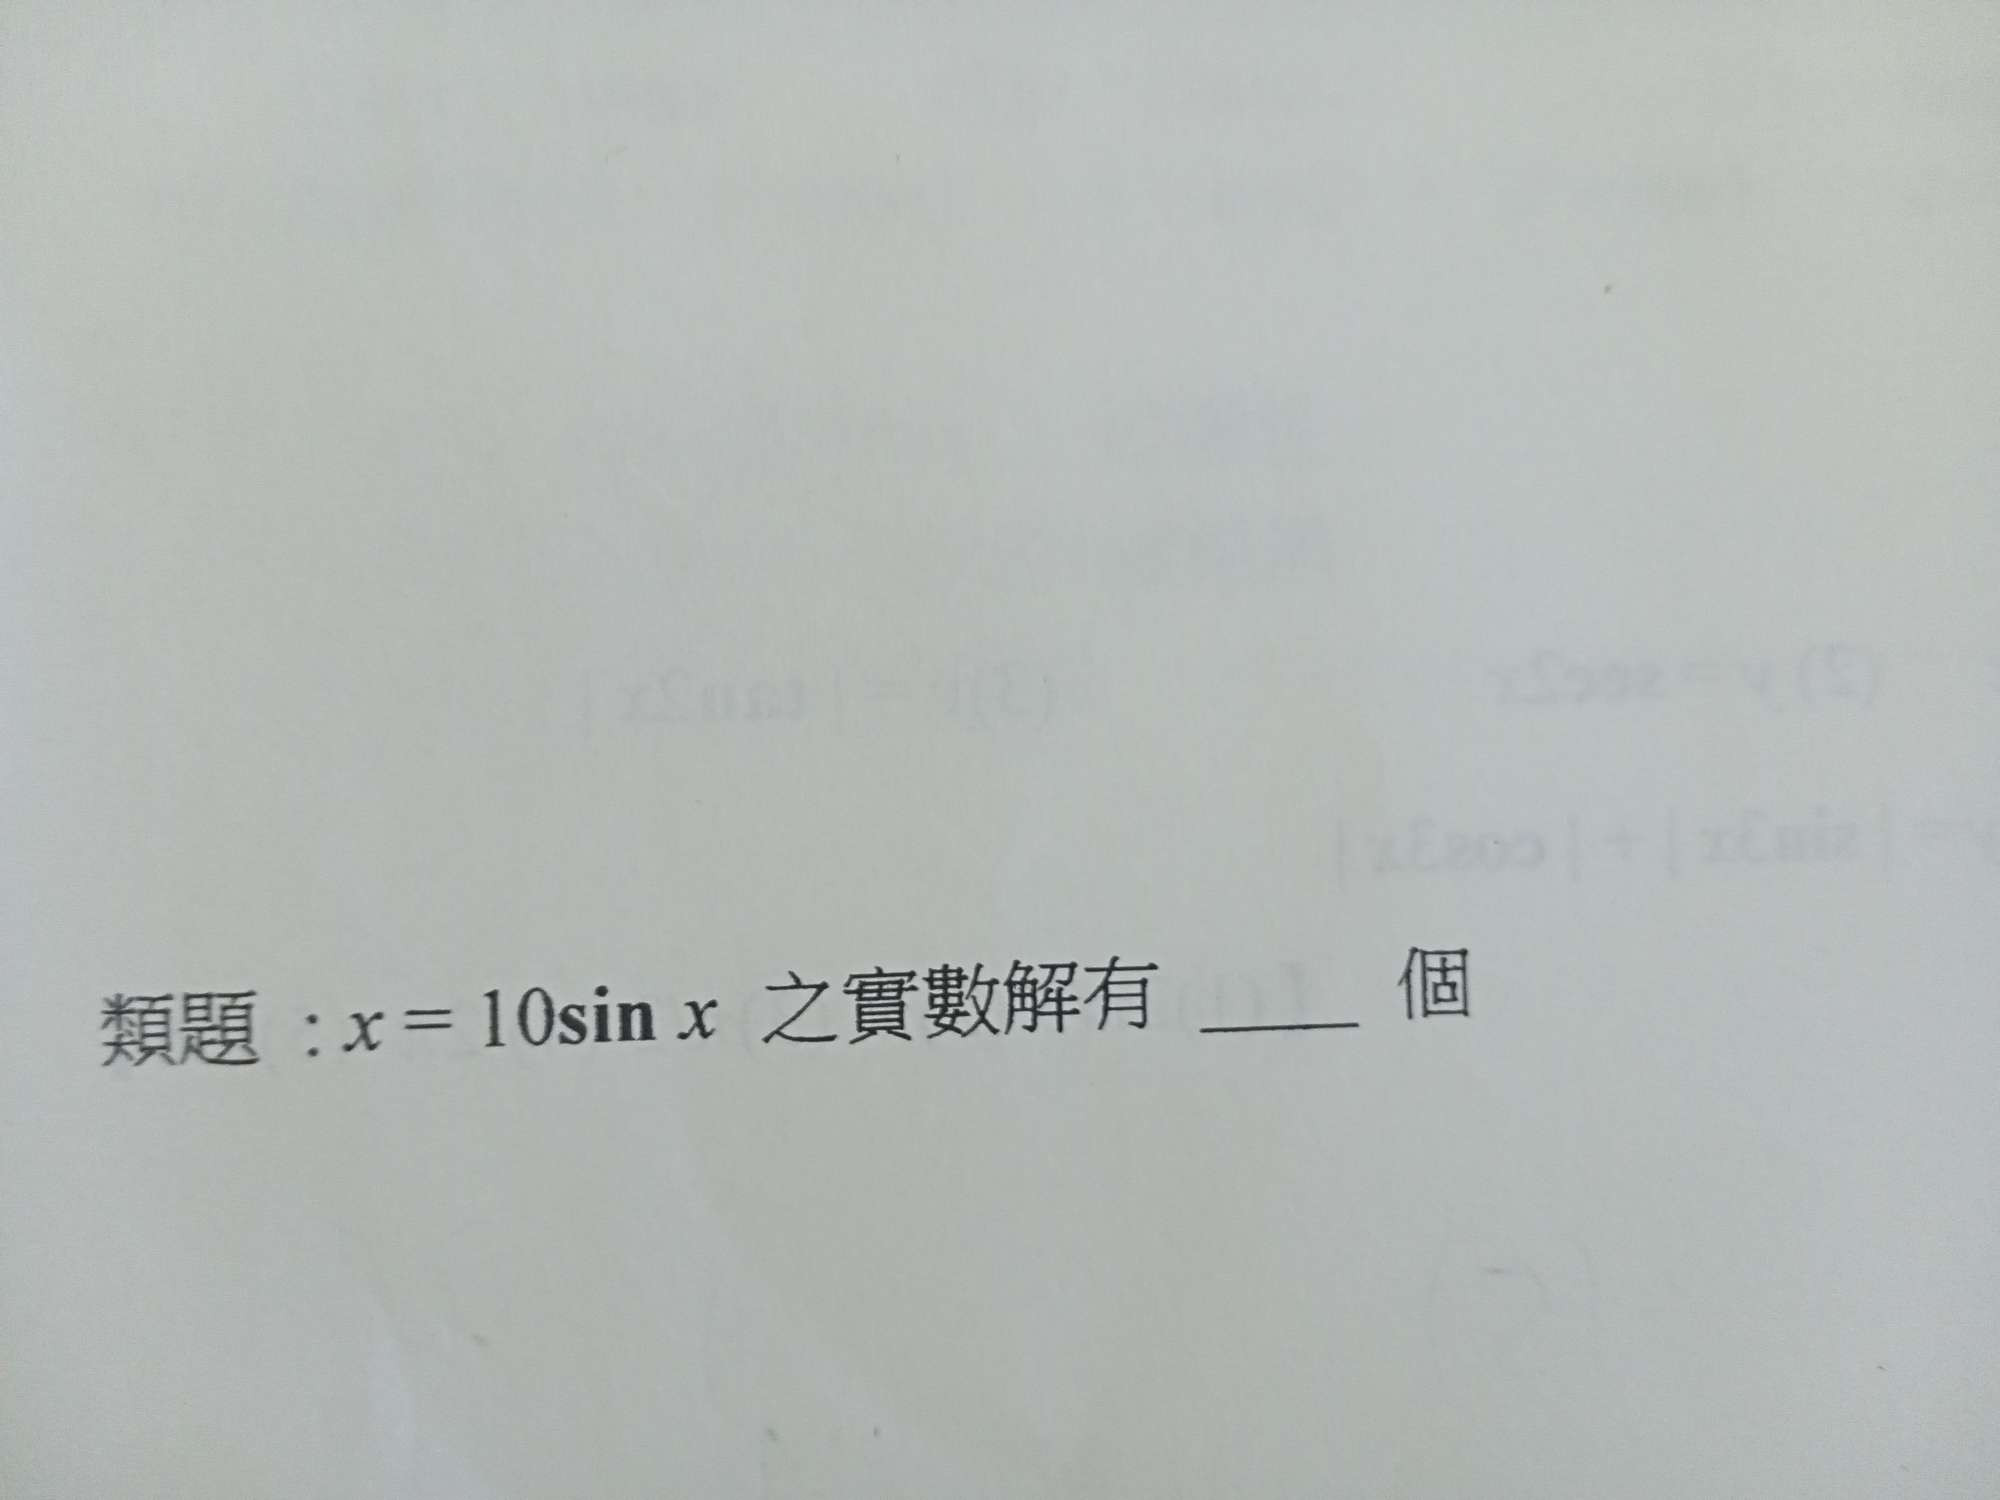 類題：x = 10sin x 之實數解有 ____ 個